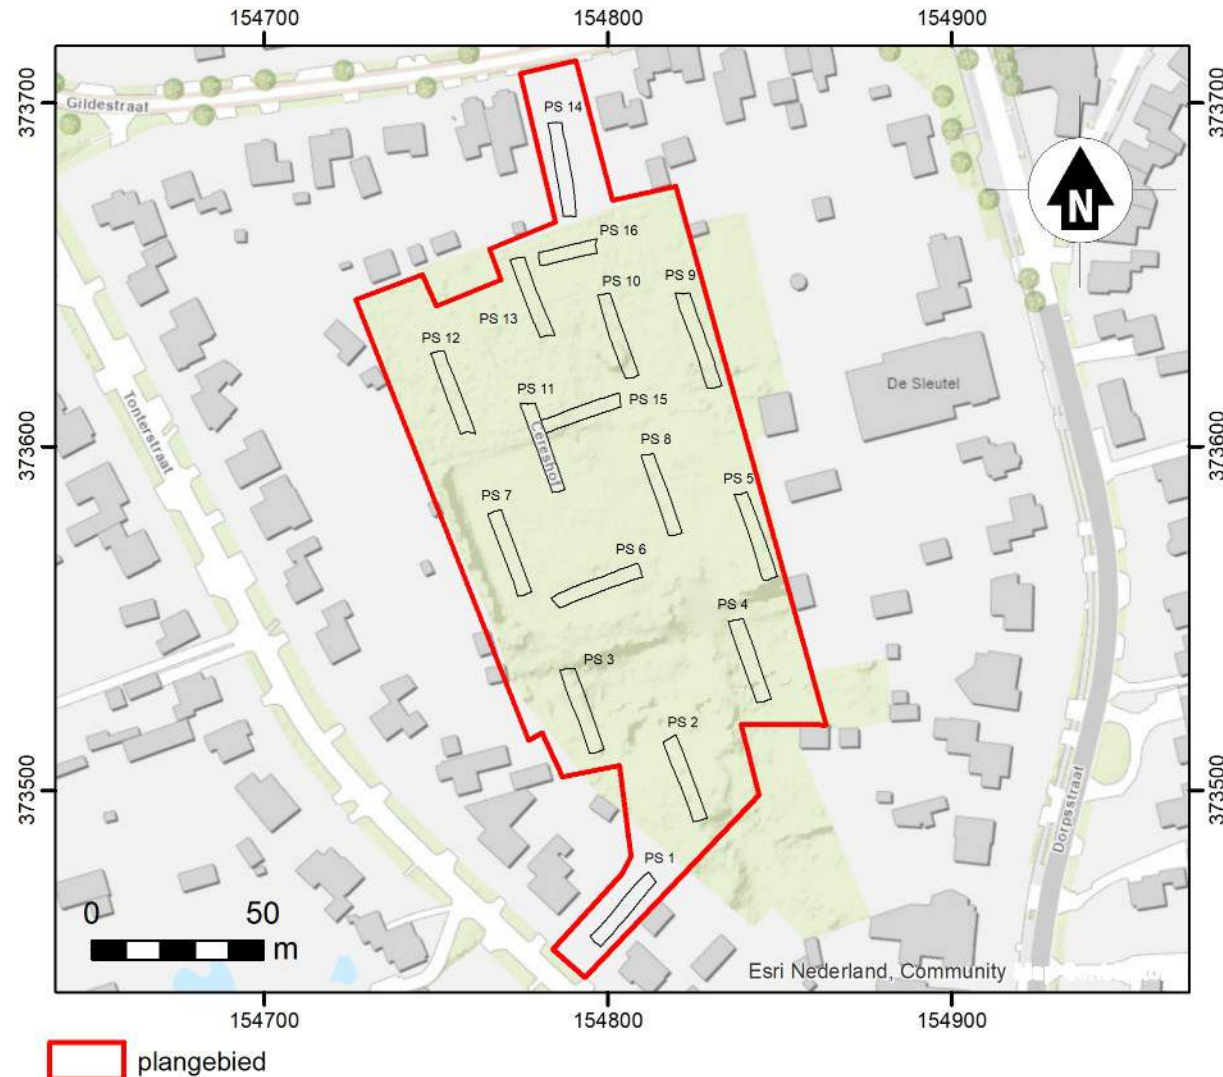 154700
154800
154900
373700
373700
Gildestraat
PS 14
N
PS 16
PS 10
PS 9
PS 13
PS 12
De Sleutel
PS 11
PS 15
Tonterstraat
Cereshof
PS 8
373600
373600
PS 7
PS 5
PS 6
PS 4
PS 3
PS 2
373500
373500
Dorpsstraat
PS 1
0 50
m
Esri Nederland, Community
154700
154800
154900
plangebied